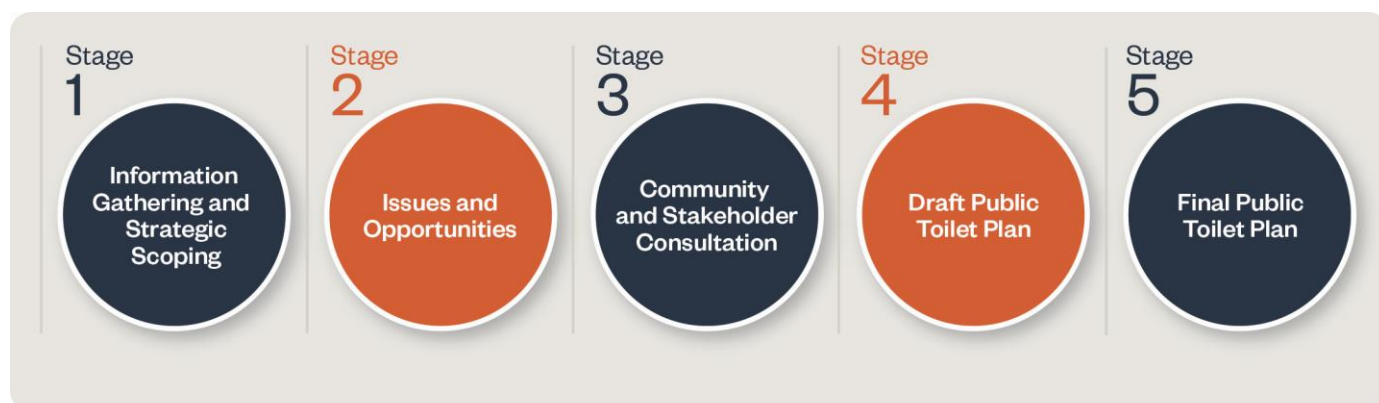 Stage
1
Information
Gathering and
Strategic
Scoping
Stage
2
Issues and
Opportunities
Stage
3
Community
and Stakeholder
Consultation
Stage
4
Draft Public
Toilet Plan
Stage
5
Final Public
Toilet Plan